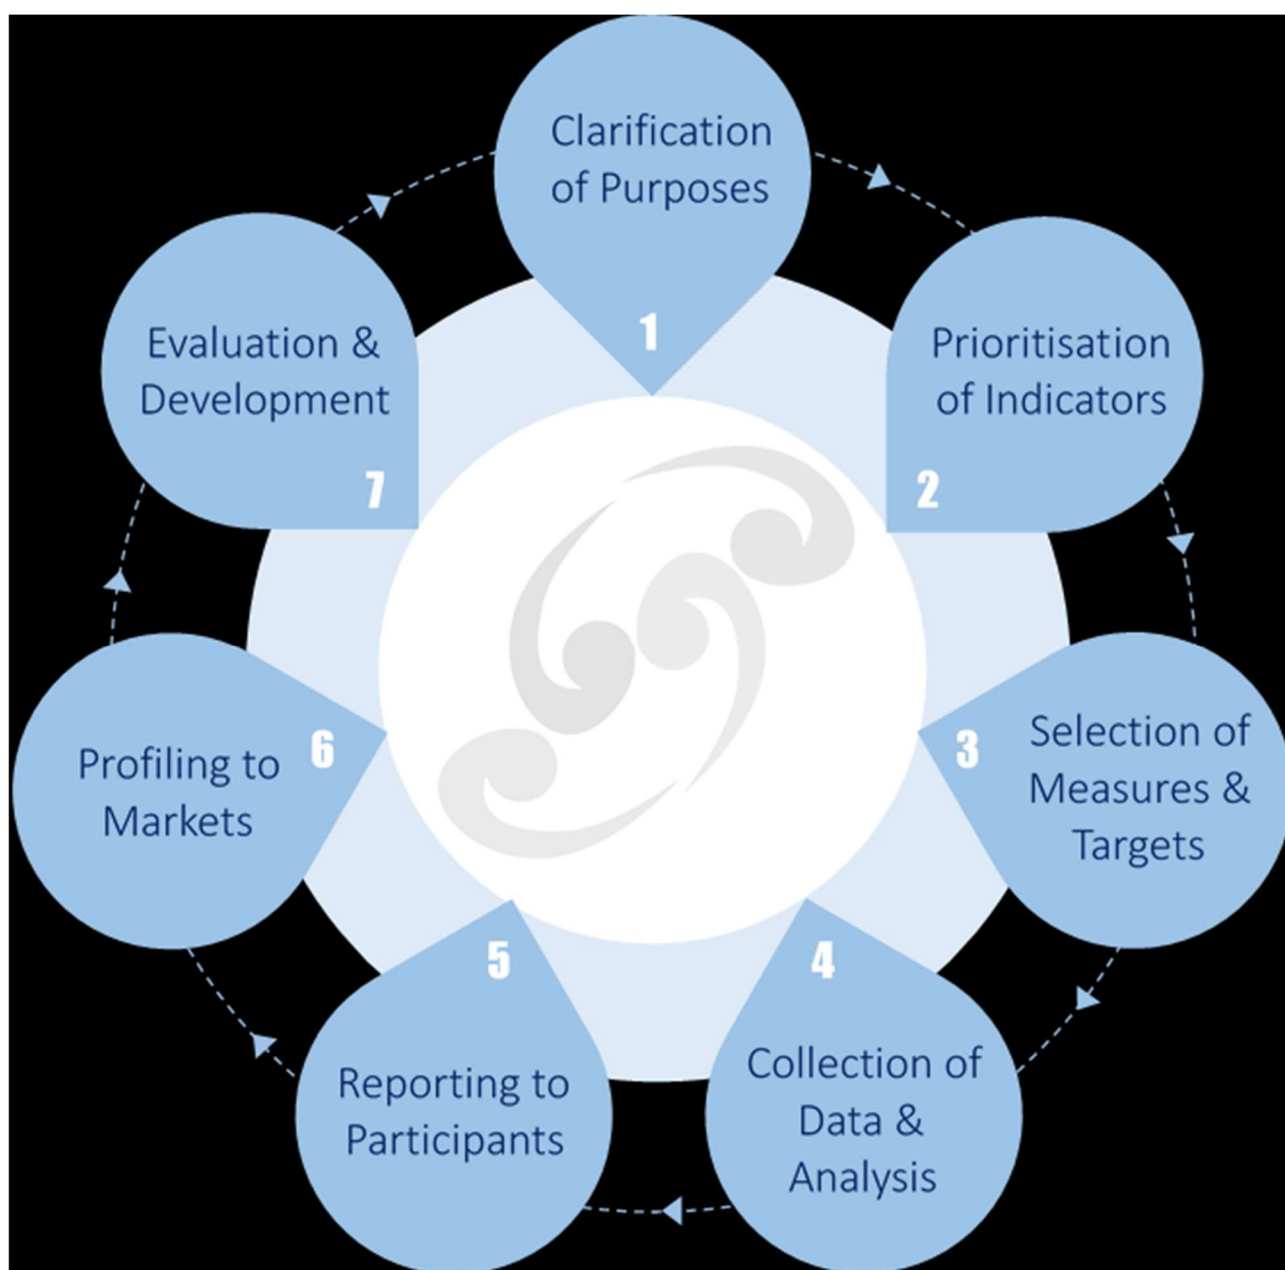 Clarification
of Purposes
1
Prioritisation
of Indicators
2
Selection of
Measures &
Targets
3
Collection of
Data &
Analysis
4
Reporting to
Participants
5
Profiling to
Markets
6
Evaluation &
Development
7